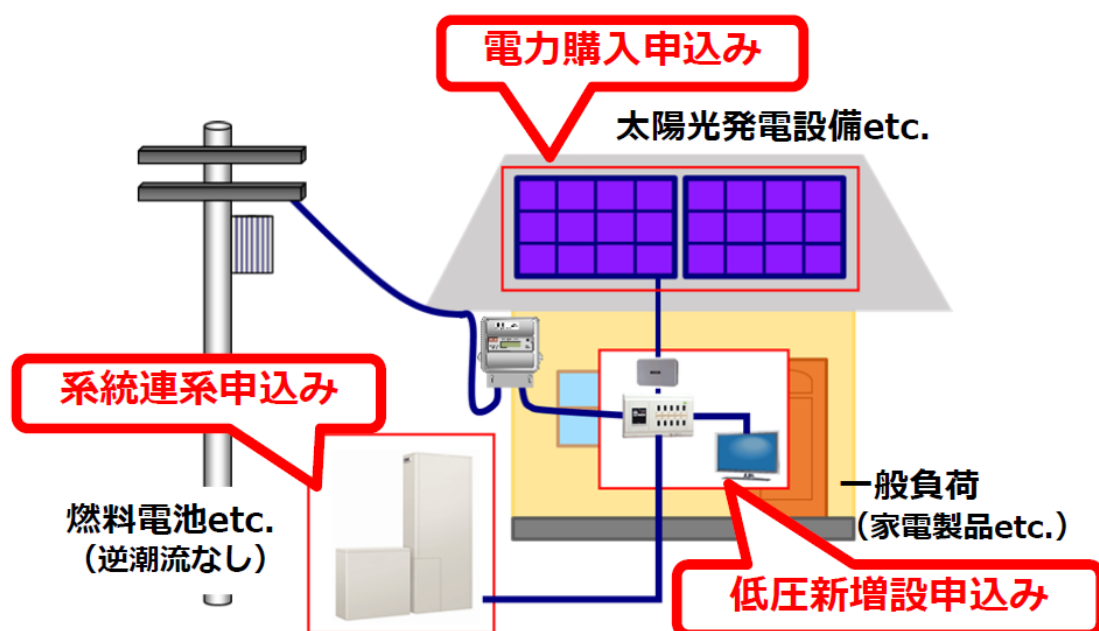 電力購入申込み
太陽光発電設備etc.
系統連系申込み
燃料電池etc.
（逆潮流なし）
一般負荷
（家電製品etc.）
低圧新増設申込み